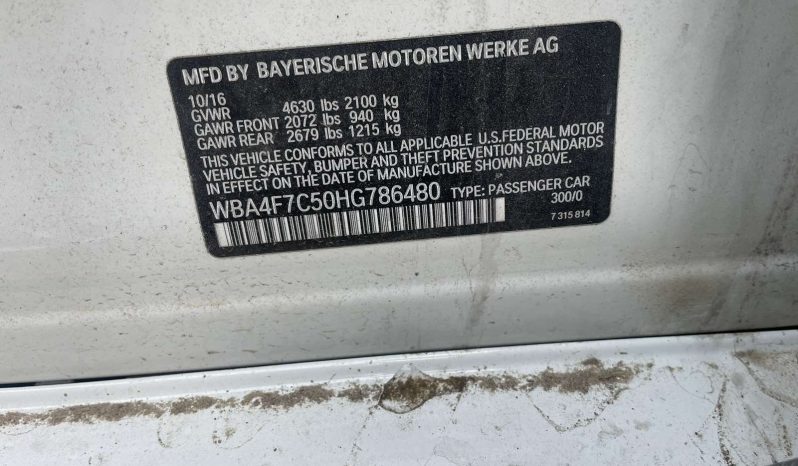 MFD BY BAYERISCHE MOTOREN WERKE AG
10/16
GVWR 4630 lbs 2100 kg
GAWR FRONT 2072 lbs 940 kg
GAWR REAR 2679 lbs 1215 kg
THIS VEHICLE CONFORMS TO ALL APPLICABLE U.S.FEDERAL MOTOR
VEHICLE SAFETY, BUMPER AND THEFT PREVENTION STANDARDS
IN EFFECT ON THE DATE OF MANUFACTURE SHOWN ABOVE.
WBA4F7C50HG786480 TYPE: PASSENGER CAR
300/0
7 315 814